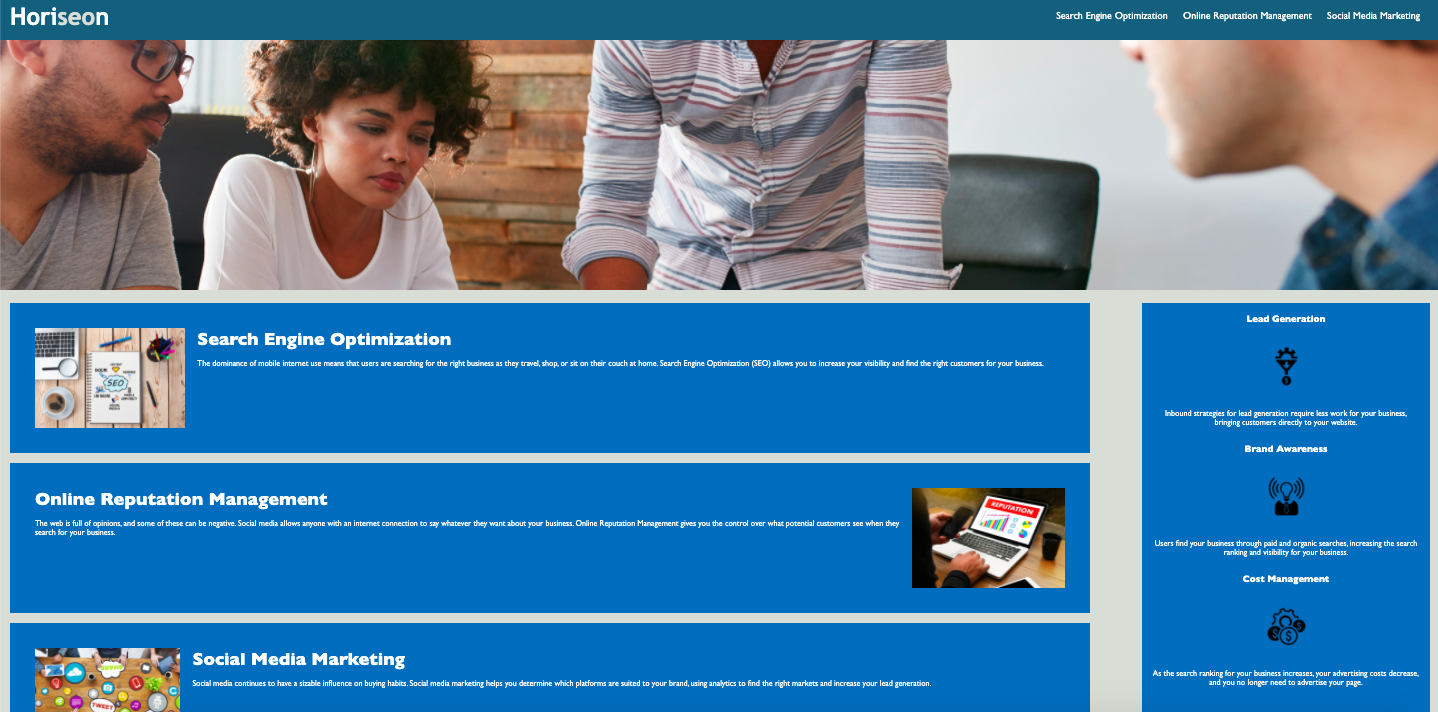 Horiseon
Search Engine Optimization
Online Reputation Management
Social Media Marketing
Search Engine Optimization
The dominance of mobile internet use means that users are searching for the right business as they travel, shop, or sit on their couch at home. Search Engine Optimization (SEO) allows you to increase your visibility and find the right customers for your business.
SEO
Online Reputation Management
The web is full of opinions, and some of these can be negative. Social media allows anyone with an internet connection to say whatever they want about your business. Online Reputation Management gives you the control over what potential customers see when they
search for your business.
REPUTATION
Social Media Marketing
Social media continues to have a sizable influence on buying habits. Social media marketing helps you determine which platforms are suited to your brand, using analytics to find the right markets and increase your lead generation.
TWEET
Lead Generation
Inbound strategies for lead generation require less work for your business,
bringing customers directly to your website.
Brand Awareness
Users find your business through paid and organic searches, increasing the search
ranking and visibility for your business.
Cost Management
As the search ranking for your business increases, your advertising costs decrease,
and you no longer need to advertise your page.